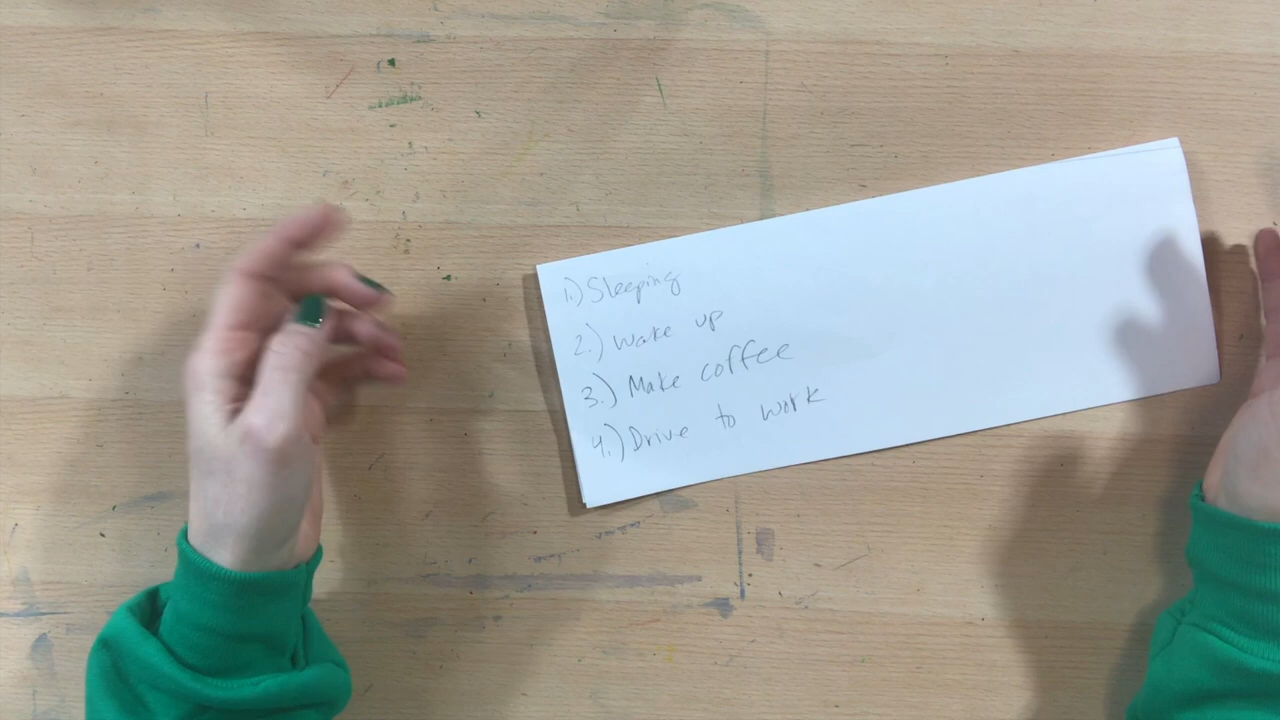 1.) Sleeping
2.) Wake up
3.) Make coffee
4.) Drive to work